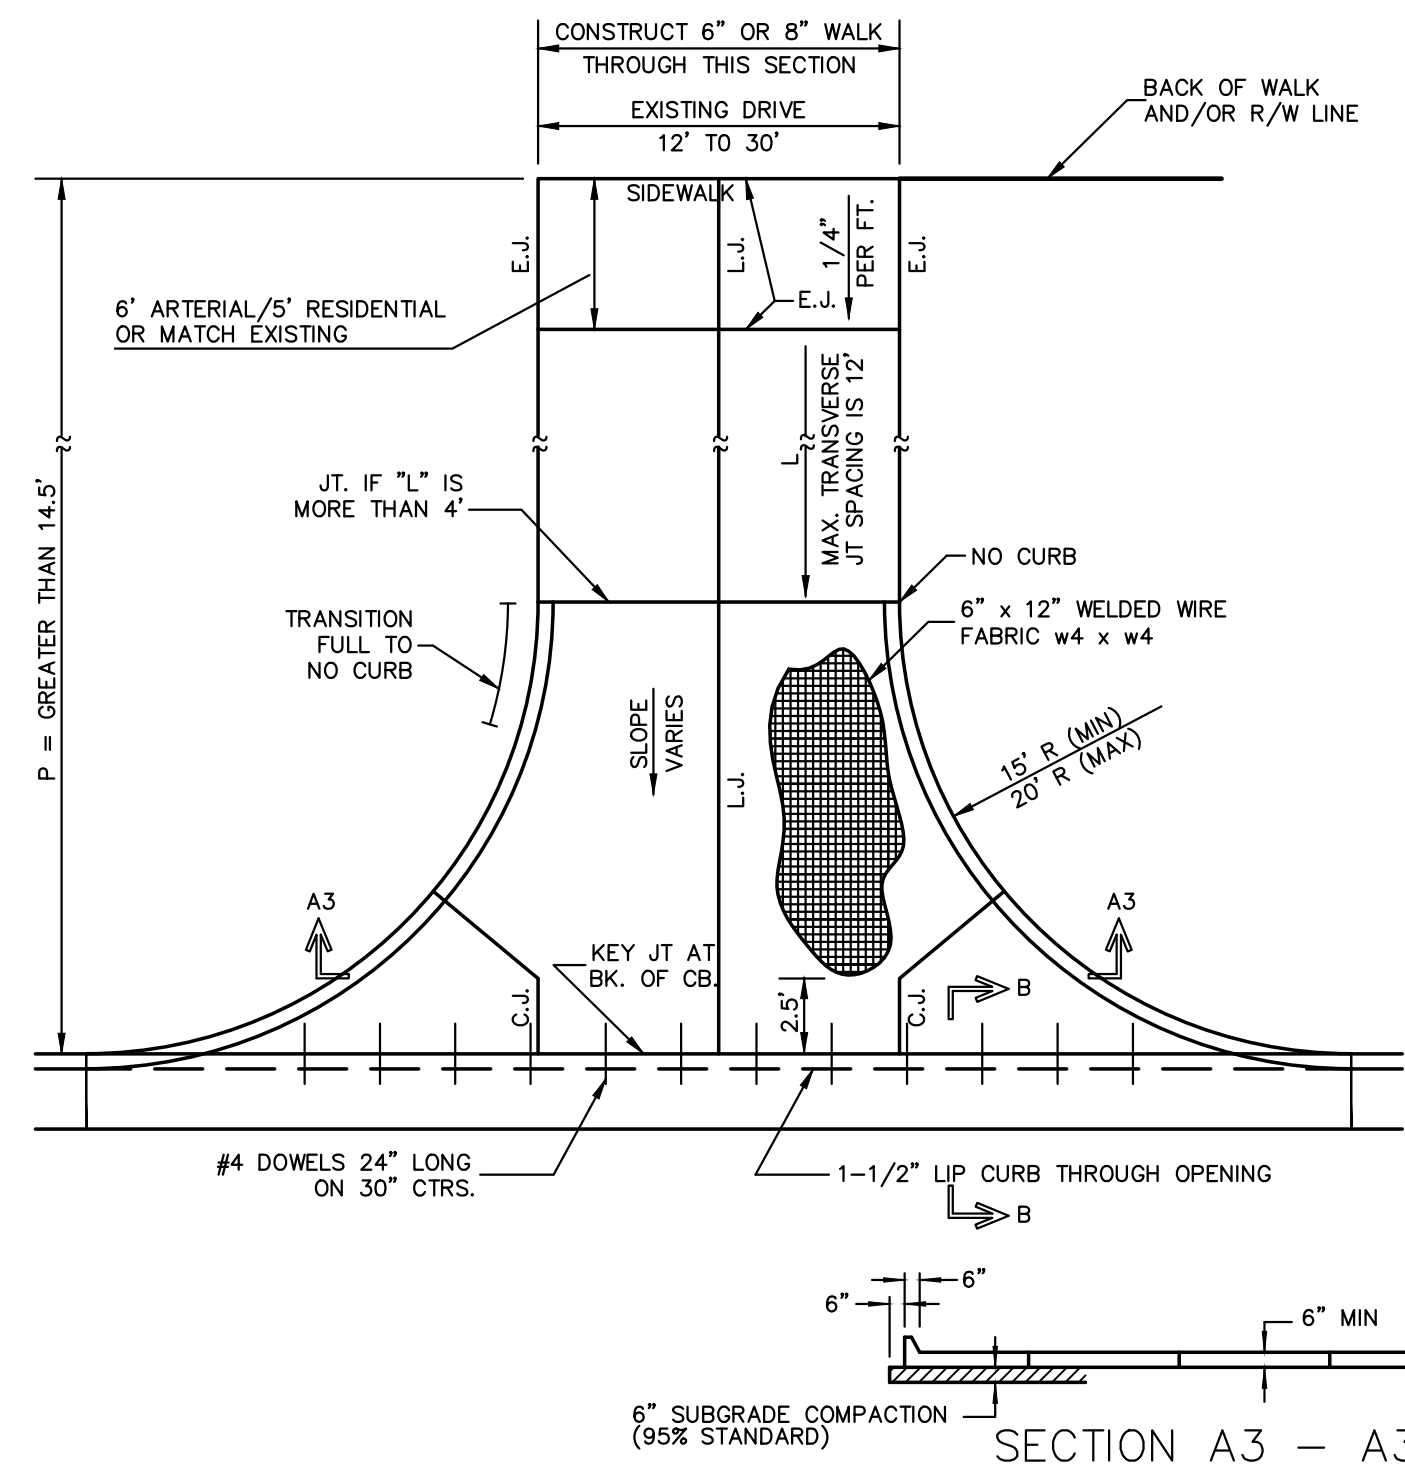 CONSTRUCT 6” OR 8” WALK
THROUGH THIS SECTION
EXISTING DRIVE
12’ TO 30’
BACK OF WALK
AND/OR R/W LINE
SIDEWALK
E.J.
L.J.
1/4”
PER FT.
E.J.
E.J.
6’ ARTERIAL/5’ RESIDENTIAL
OR MATCH EXISTING
L
MAX. TRANSVERSE
JT SPACING IS 12’
JT. IF ”L” IS
MORE THAN 4’
P = GREATER THAN 14.5’
NO CURB
6” x 12” WELDED WIRE
FABRIC w4 x w4
TRANSITION
FULL TO
NO CURB
SLOPE
VARIES
L.J.
15’ R (MIN)
20’ R (MAX)
A3
A3
KEY JT AT
BK. OF CB.
C.J.
2.5’
C.J.
B
#4 DOWELS 24” LONG
ON 30” CTRS.
1-1/2” LIP CURB THROUGH OPENING
B
6”
6”
6” MIN
6” SUBGRADE COMPACTION
(95% STANDARD)
SECTION A3 – A3